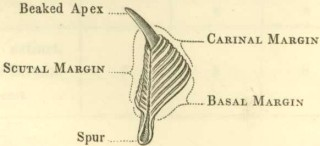 Beaked Apex
Carinal Margin
Scutal Margin
Basal Margin
Spur